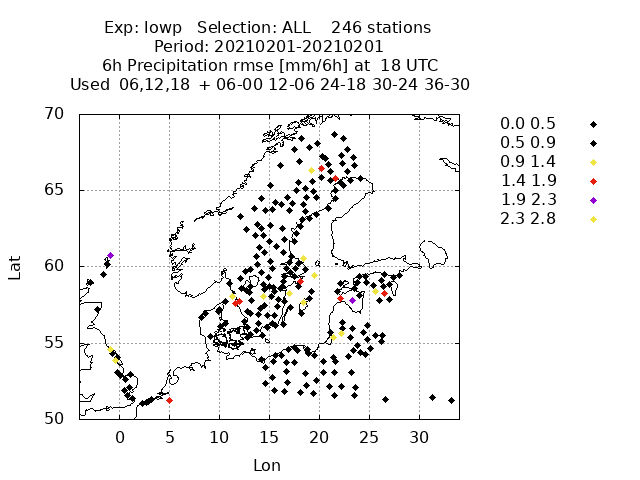 Exp: lowp   Selection: ALL    246 stations
Period: 20210201-20210201
6h Precipitation rmse [mm/6h] at  18 UTC
Used  06,12,18  + 06-00 12-06 24-18 30-24 36-30
70
65
60
55
50
Lat
0 5 10 15 20 25 30
Lon
0.0 0.5
0.5 0.9
0.9 1.4
1.4 1.9
1.9 2.3
2.3 2.8